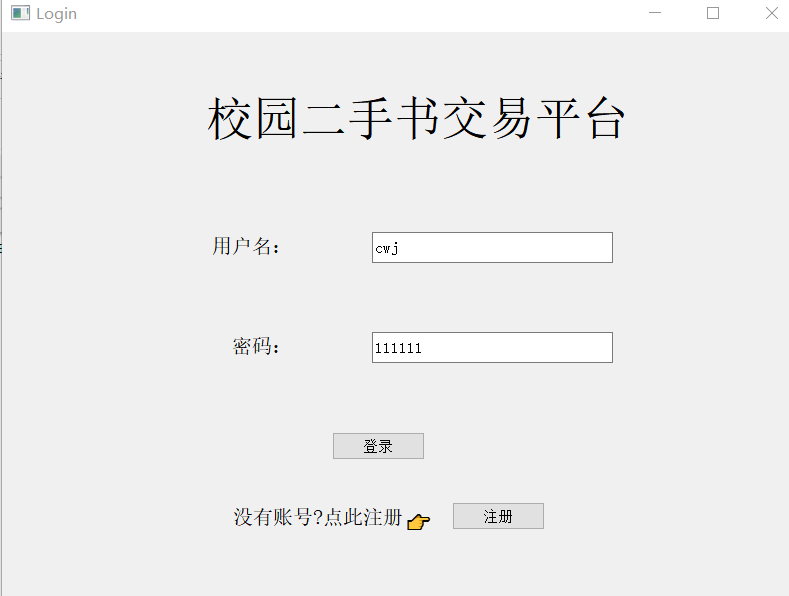 Login
校园二手书交易平台
用户名：
cwj
密码：
111111
登录
没有账号?点此注册👉
注册